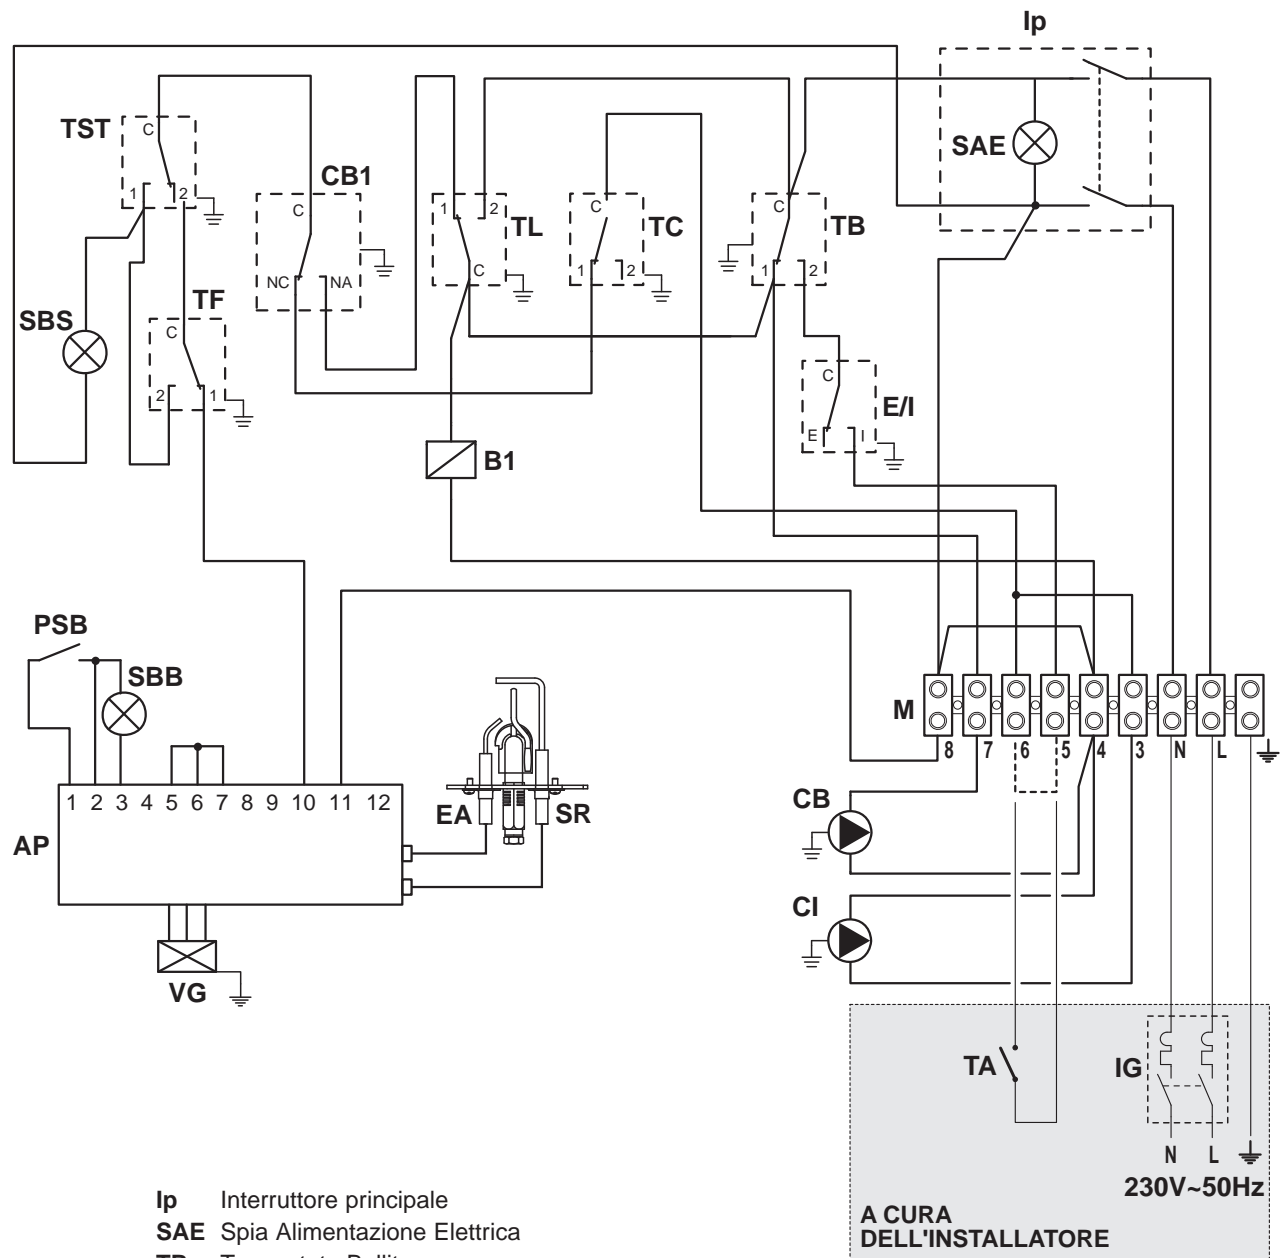 Ip
TST
C
1
2
SAE
CB1
C
NC
NA
1
2
TL
C
C
TC
1
2
C
TB
1
2
SBS
TF
C
2
1
C
E/I
E
I
B1
PSB
SBB
M
8
7
6
5
4
3
N
L
1 2 3 4 5 6 7 8 9 10 11 12
AP
EA
SR
CB
CI
VG
TA
IG
N L
230V~50Hz
A CURA
DELL'INSTALLATORE
Ip Interruttore principale
SAE Spia Alimentazione Elettrica